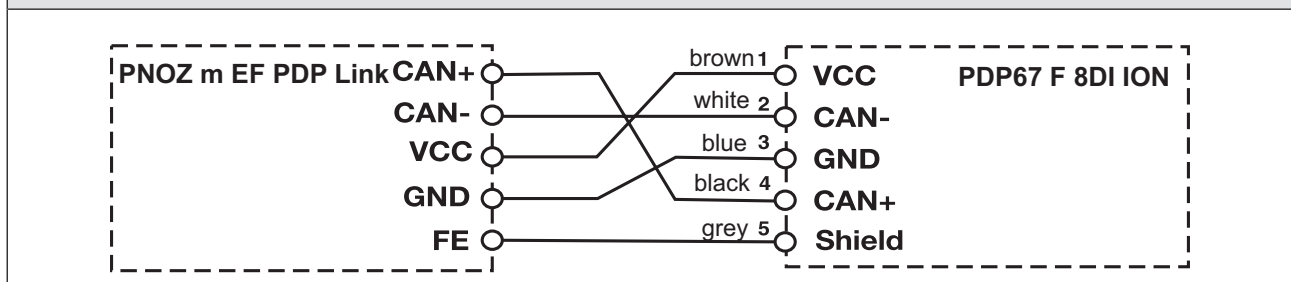 PNOZ m EF PDP Link CAN+ brown 1 VCC PDP67 F 8DI ION
CAN- white 2 CAN-
VCC blue 3 GND
GND black 4 CAN+
FE grey 5 Shield